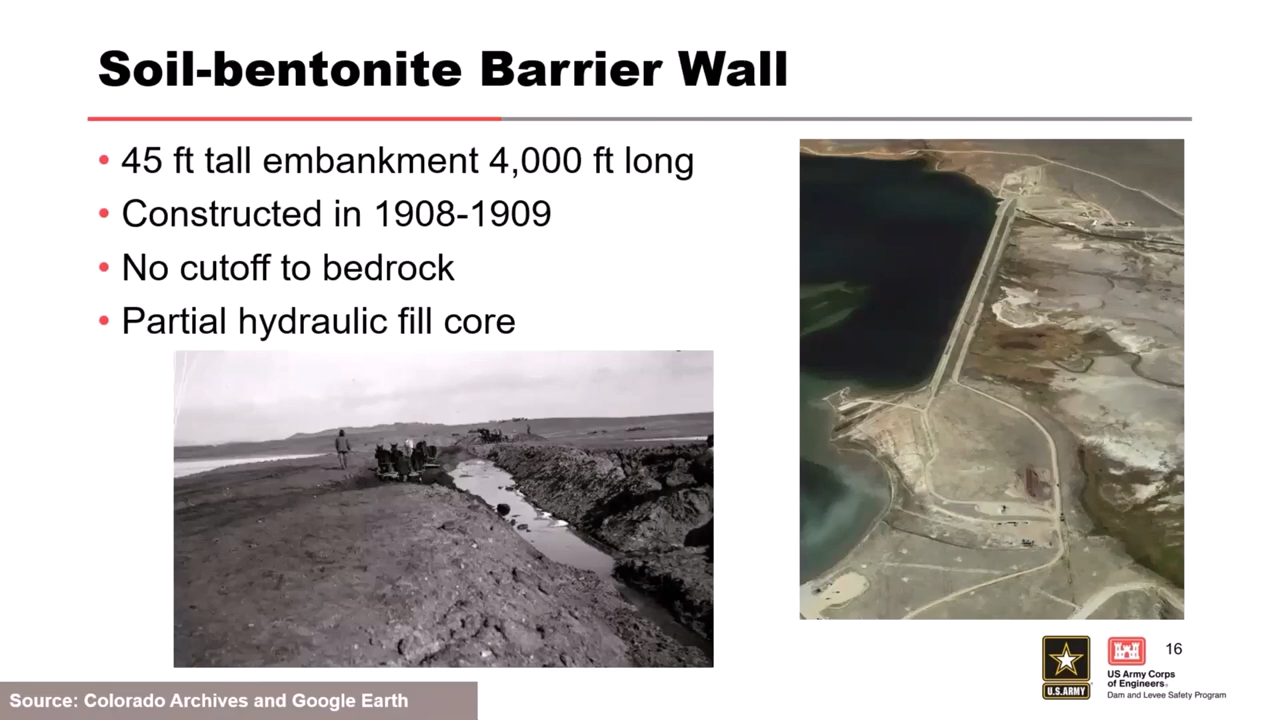 Soil-bentonite Barrier Wall
• 45 ft tall embankment 4,000 ft long
• Constructed in 1908-1909
• No cutoff to bedrock
• Partial hydraulic fill core
16
U.S.ARMY
US Army Corps
of Engineers®
Dam and Levee Safety Program
Source: Colorado Archives and Google Earth